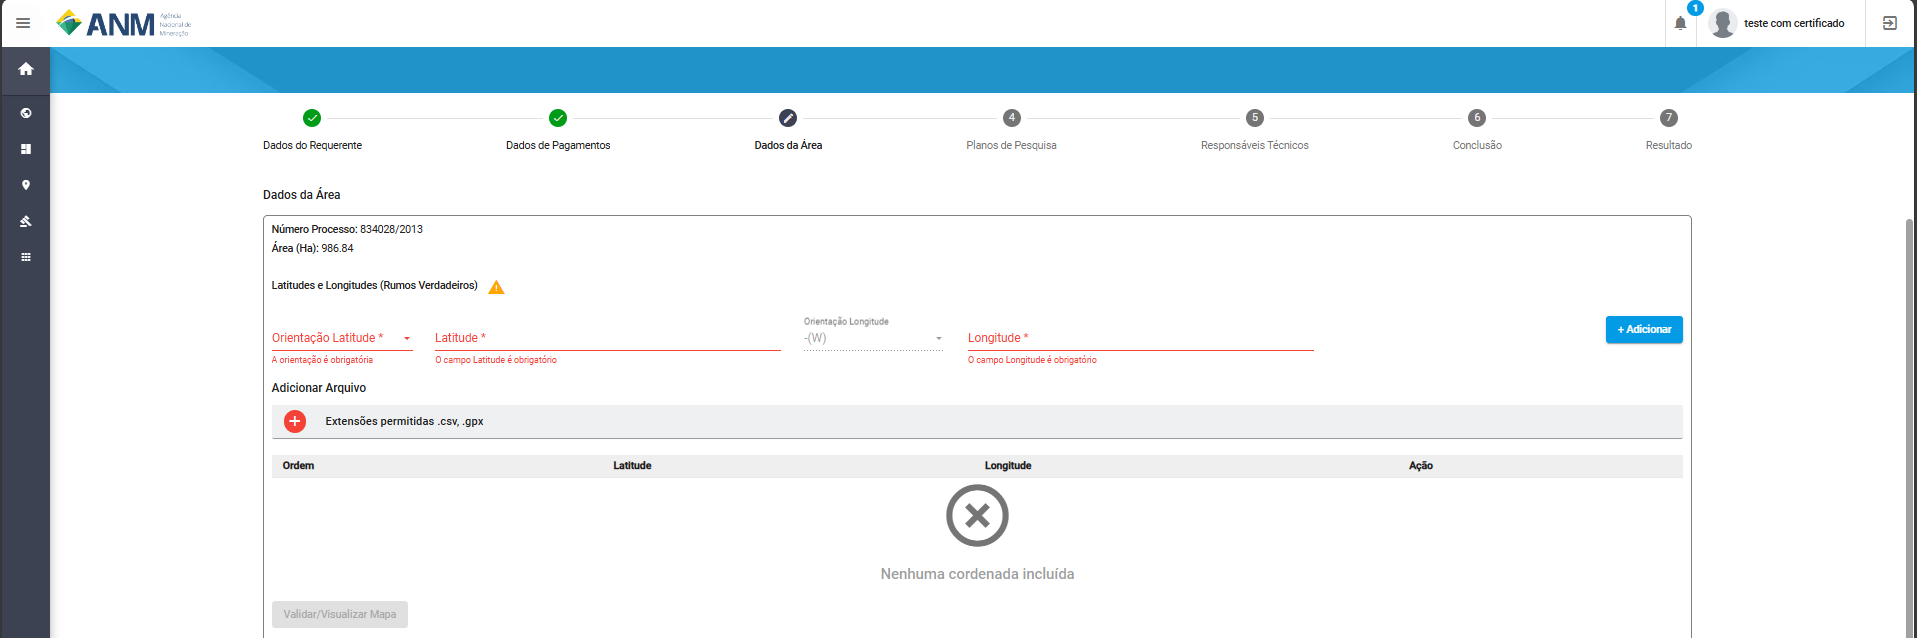 ANM
Agência
Nacional de
Mineração
1
teste com certificado
4
5
6
7
Dados do Requerente
Dados de Pagamentos
Dados da Área
Planos de Pesquisa
Responsáveis Técnicos
Conclusão
Resultado
Dados da Área
Número Processo: 834028/2013
Área (Ha): 986.84
Latitudes e Longitudes (Rumos Verdadeiros)
Orientação Latitude *
A orientação é obrigatória
Latitude *
O campo Latitude é obrigatório
Orientação Longitude
-(W)
Longitude *
O campo Longitude é obrigatório
+ Adicionar
Adicionar Arquivo
Extensões permitidas .csv, .gpx
Ordem Latitude Longitude Ação
Nenhuma cordenada incluída
Validar/Visualizar Mapa